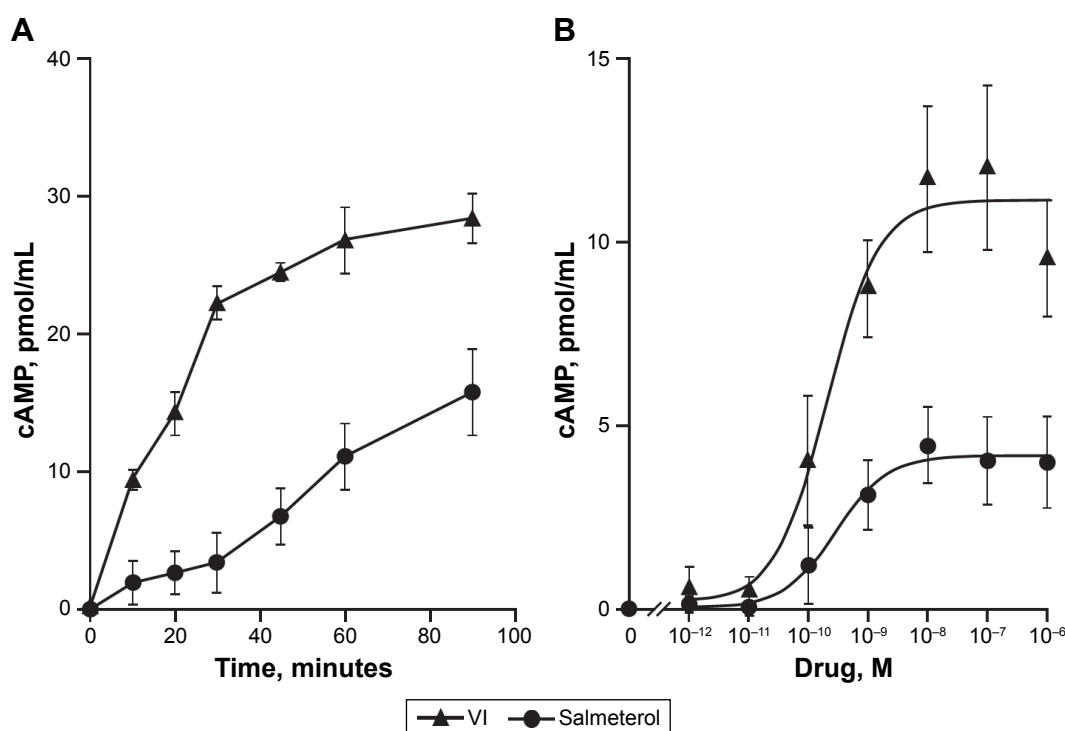 A
B
40
30
20
10
0
cAMP, pmol/mL
0 20 40 60 80 100
Time, minutes
15
10
5
0
cAMP, pmol/mL
0 10⁻¹² 10⁻¹¹ 10⁻¹⁰ 10⁻⁹ 10⁻⁸ 10⁻⁷ 10⁻⁶
Drug, M
VI Salmeterol